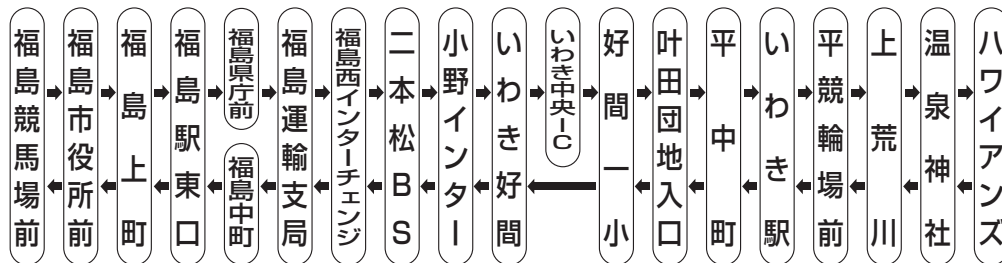 福島競馬場前
福島市役所前
福島上町
福島駅東口
福島県庁前
福島中町
福島運輸支局
福島西インターチェンジ
二本松BS
小野インター
いわき好間
いわき中央IC
好間一小
叶田団地入口
平中町
いわき駅
平競輪場前
上荒川
温泉神社
ハワイアンズ